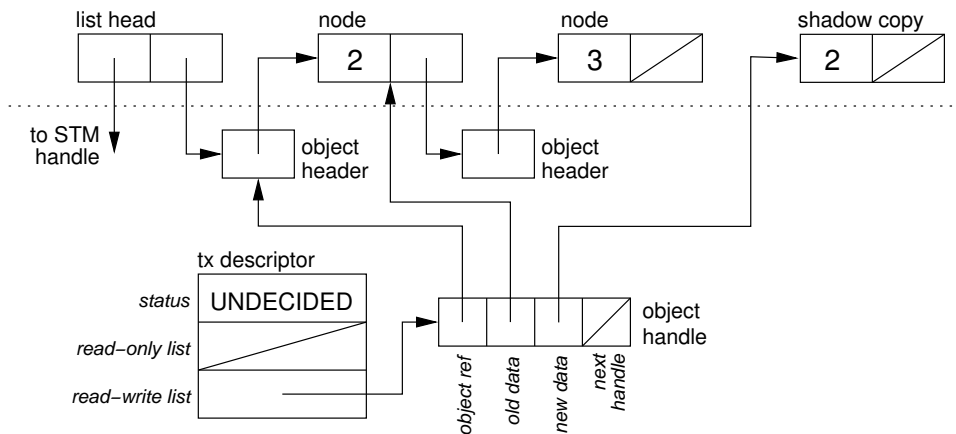 list head
node
node
shadow copy
2
3
2
to STM
handle
object
header
object
header
tx descriptor
status
UNDECIDED
read−only list
read−write list
object
handle
object ref
old data
new data
next
handle